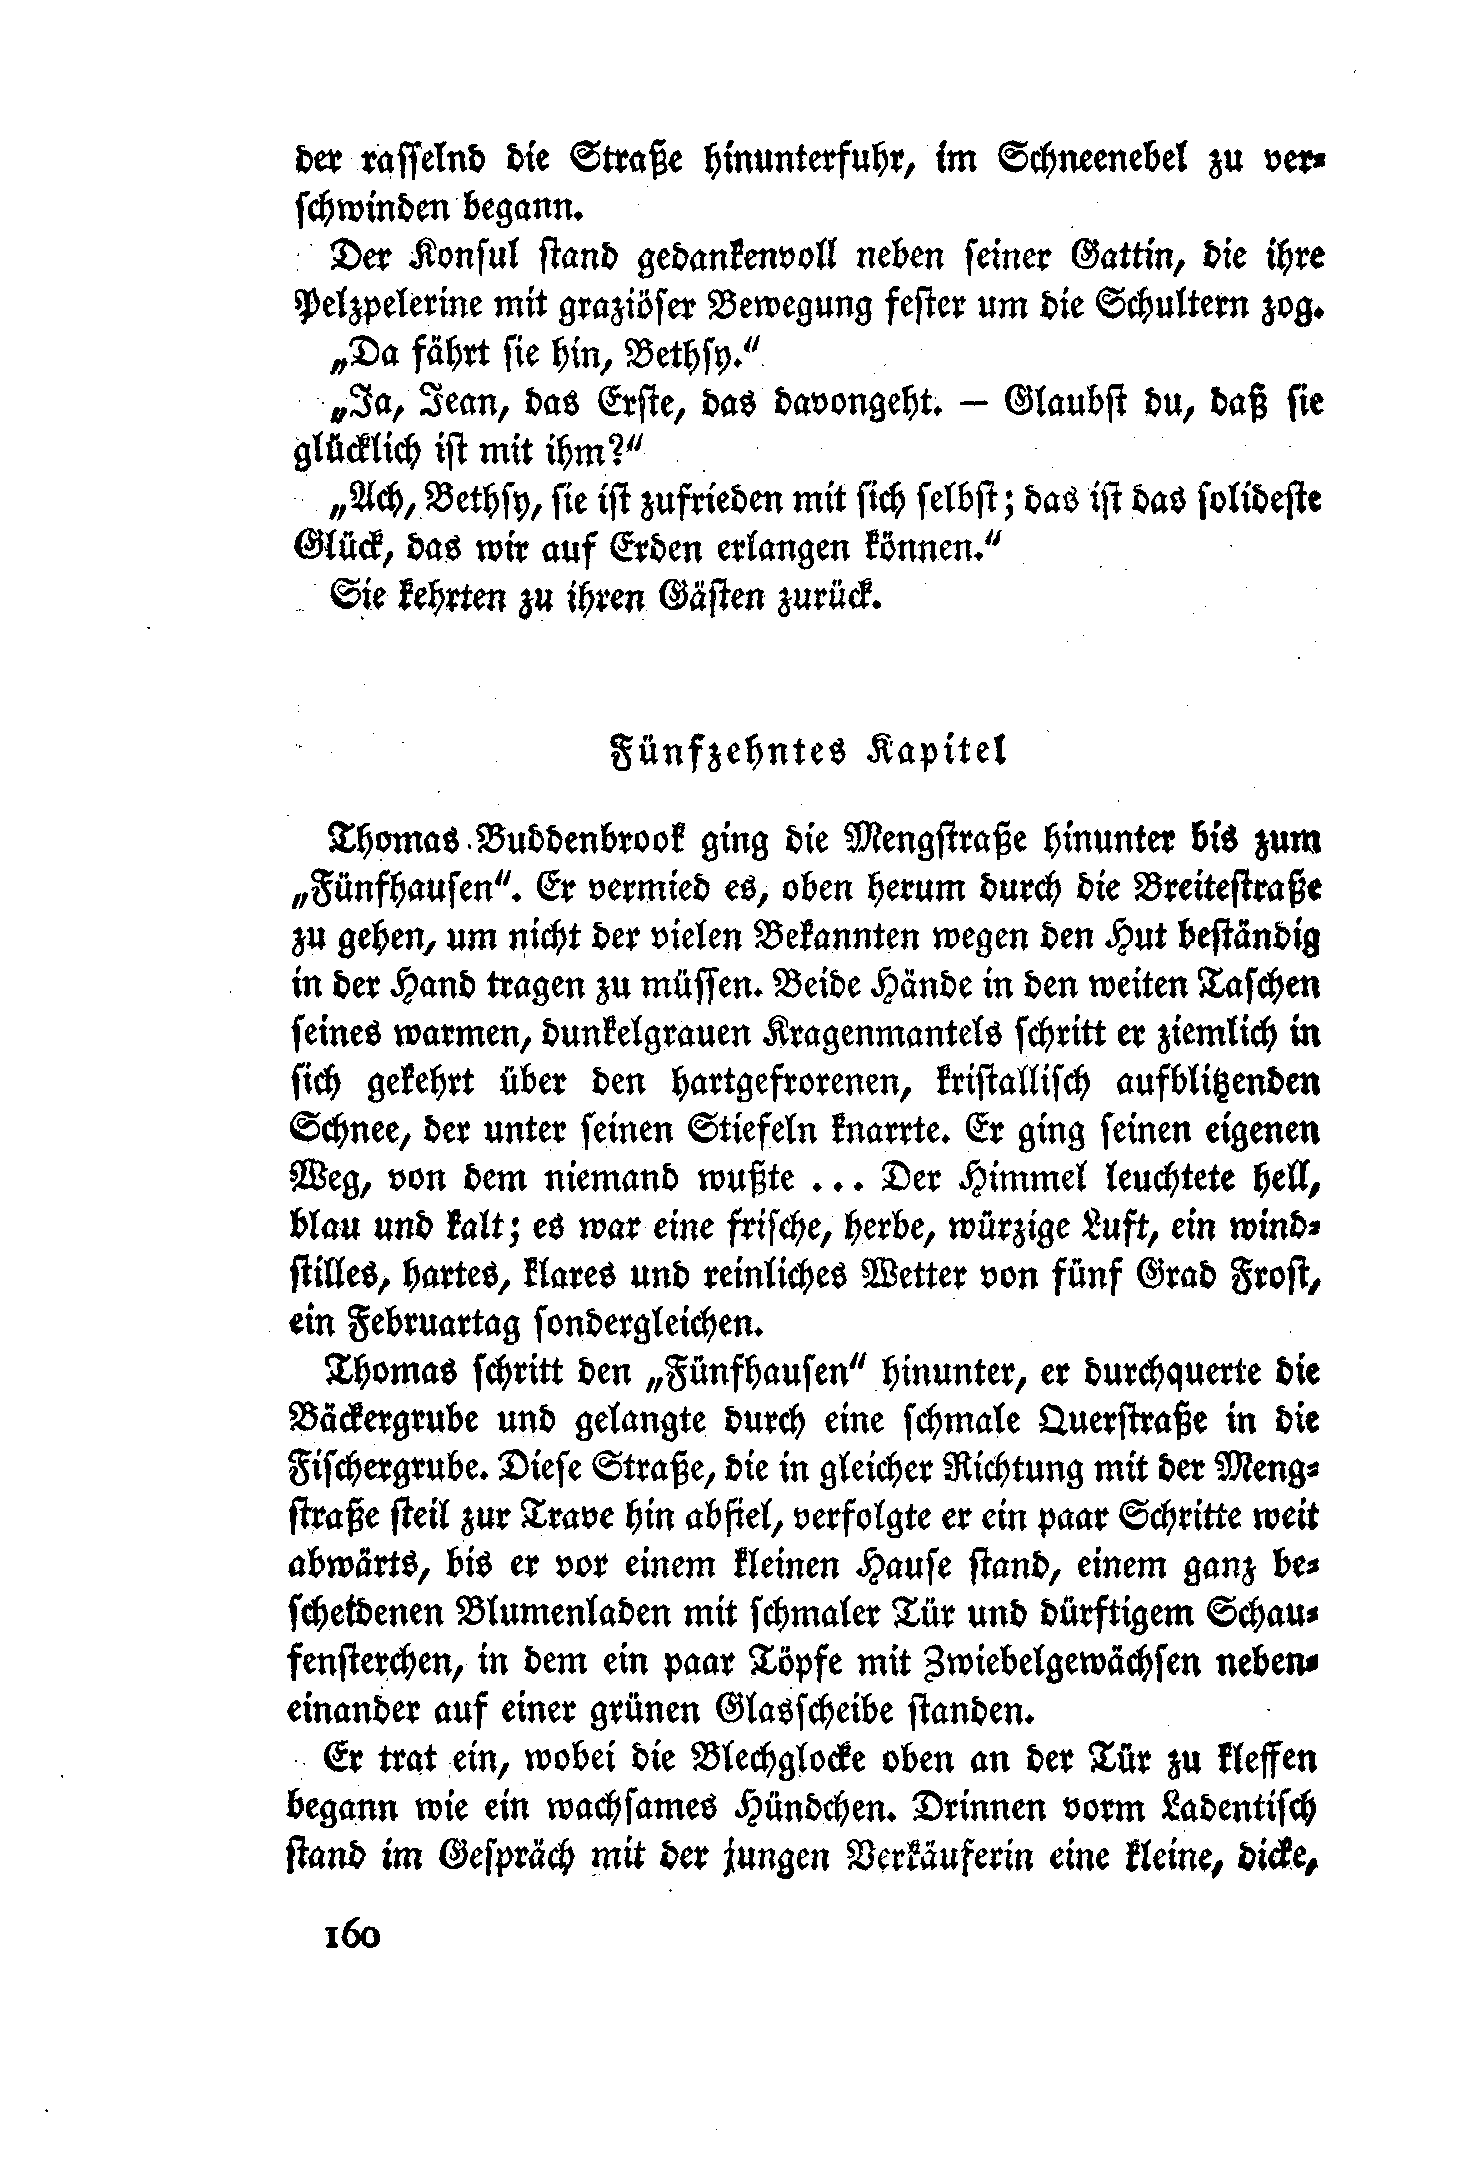 der rasselnd die Straße hinunterfuhr, im Schneenebel zu ver-
schwinden begann.
Der Konsul stand gedankenvoll neben seiner Gattin, die ihre
Pelzpelerine mit graziöser Bewegung fester um die Schultern zog.
„Da fährt sie hin, Bethsy.“
„Ja, Jean, das Erste, das davongeht. — Glaubst du, daß sie
glücklich ist mit ihm?“
„Ach, Bethsy, sie ist zufrieden mit sich selbst; das ist das solideste
Glück, das wir auf Erden erlangen können.“
Sie kehrten zu ihren Gästen zurück.
Fünfzehntes Kapitel
Thomas Buddenbrook ging die Mengstraße hinunter bis zum
„Fünfhausen“. Er vermied es, oben herum durch die Breitestraße
zu gehen, um nicht der vielen Bekannten wegen den Hut beständig
in der Hand tragen zu müssen. Beide Hände in den weiten Taschen
seines warmen, dunkelgrauen Kragenmantels schritt er ziemlich in
sich gekehrt über den hartgefrorenen, kristallisch aufblitzenden
Schnee, der unter seinen Stiefeln knarrte. Er ging seinen eigenen
Weg, von dem niemand wußte ... Der Himmel leuchtete hell,
blau und kalt; es war eine frische, herbe, würzige Luft, ein wind-
stilles, hartes, klares und reinliches Wetter von fünf Grad Frost,
ein Februartag sondergleichen.
Thomas schritt den „Fünfhausen“ hinunter, er durchquerte die
Bäckergrube und gelangte durch eine schmale Querstraße in die
Fischergrube. Diese Straße, die in gleicher Richtung mit der Meng-
straße steil zur Trave hin abfiel, verfolgte er ein paar Schritte weit
abwärts, bis er vor einem kleinen Hause stand, einem ganz be-
scheidenen Blumenladen mit schmaler Tür und dürftigem Schau-
fensterchen, in dem ein paar Töpfe mit Zwiebelgewächsen neben-
einander auf einer grünen Glasscheibe standen.
Er trat ein, wobei die Blechglocke oben an der Tür zu kleffen
begann wie ein wachsames Hündchen. Drinnen vorm Ladentisch
stand im Gespräch mit der jungen Verkäuferin eine kleine, dicke,
160